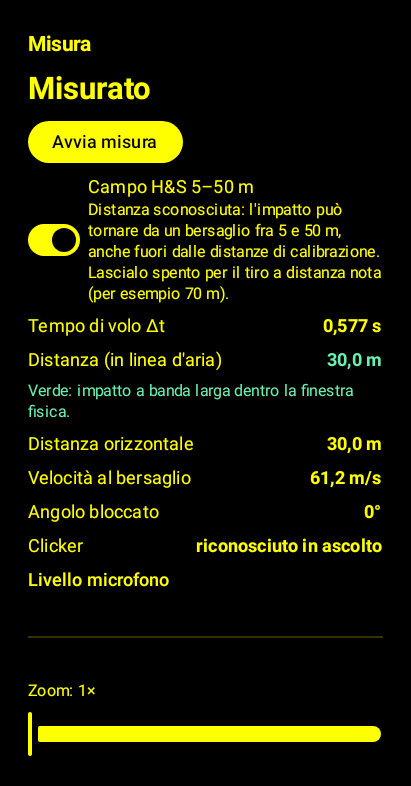 Misura
Misurato
Avvia misura
Campo H&S 5–50 m
Distanza sconosciuta: l'impatto può
tornare da un bersaglio fra 5 e 50 m,
anche fuori dalle distanze di calibrazione.
Lascialo spento per il tiro a distanza nota
(per esempio 70 m).
Tempo di volo Δt 0,577 s
Distanza (in linea d'aria) 30,0 m
Verde: impatto a banda larga dentro la finestra
fisica.
Distanza orizzontale 30,0 m
Velocità al bersaglio 61,2 m/s
Angolo bloccato 0°
Clicker riconosciuto in ascolto
Livello microfono
Zoom: 1×